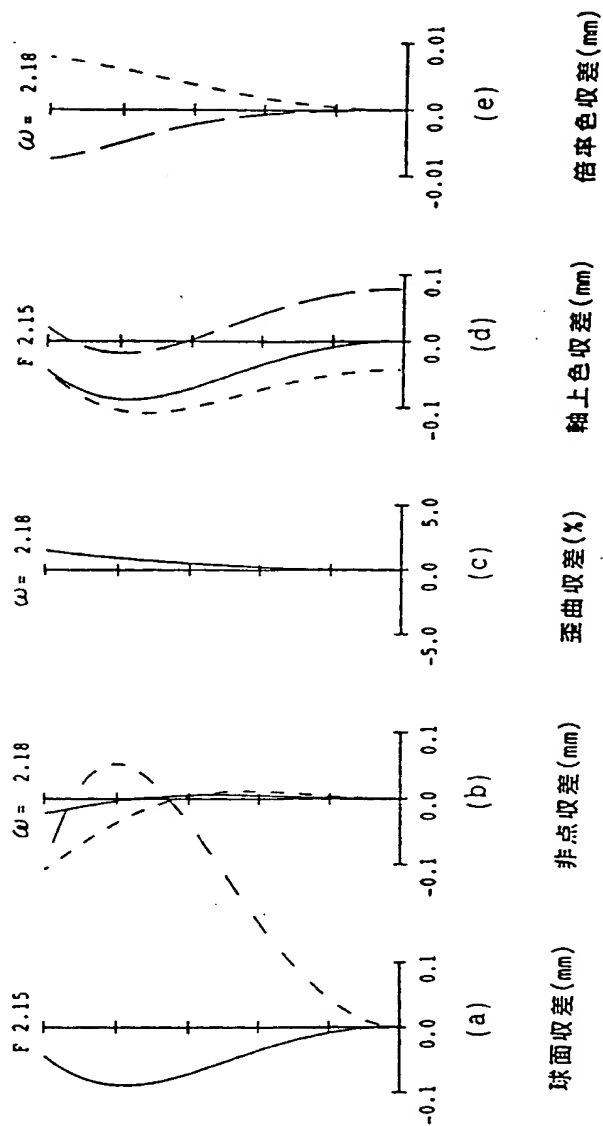 F 2.15
-0.1 0.0 0.1
(a)
球面収差(mm)
ω= 2.18
-0.1 0.0 0.1
(b)
非点収差(mm)
ω= 2.18
-5.0 0.0 5.0
(c)
歪曲収差(%)
F 2.15
-0.1 0.0 0.1
(d)
軸上色収差(mm)
ω= 2.18
-0.01 0.0 0.01
(e)
倍率色収差(mm)